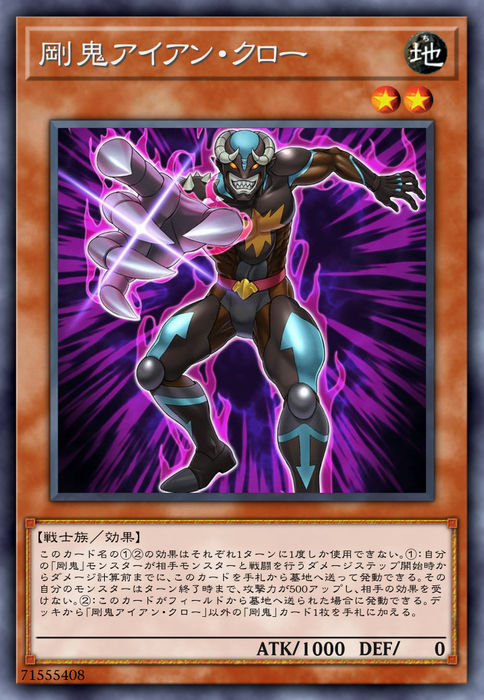 剛鬼アイアン・クロー
ち
地
【戦士族／効果】
このカード名の①②の効果はそれぞれ1ターンに1度しか使用できない。①:自分
の「剛鬼」モンスターが相手モンスターと戦闘を行うダメージステップ開始時か
らダメージ計算前までに、このカードを手札から墓地へ送って発動できる。その
自分のモンスターはターン終了時まで、攻撃力が500アップし、相手の効果を受
けない。②:このカードがフィールドから墓地へ送られた場合に発動できる。デ
ッキから「剛鬼アイアン・クロー」以外の「剛鬼」カード1枚を手札に加える。
ATK/1000 DEF/ 0
71555408